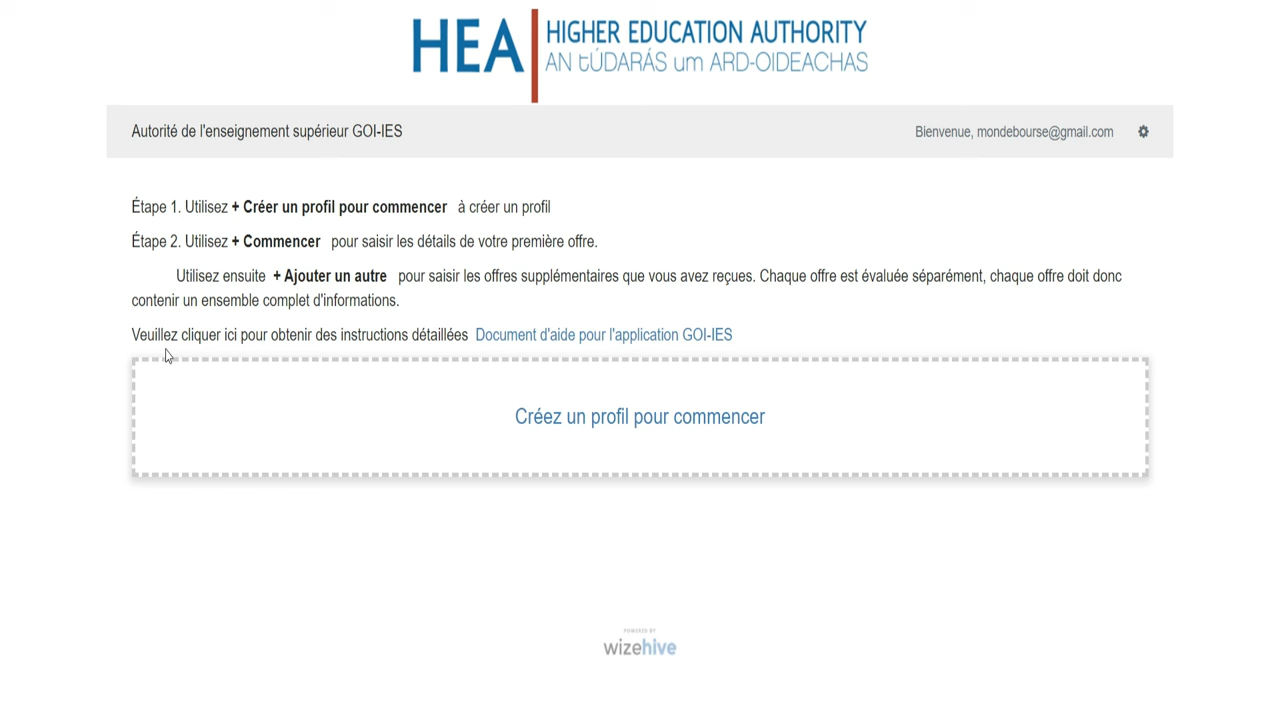 HEA HIGHER EDUCATION AUTHORITY
AN tÚDARÁS um ARD-OIDEACHAS
Autorité de l'enseignement supérieur GOI-IES
Bienvenue, mondebourse@gmail.com
Étape 1. Utilisez + Créer un profil pour commencer à créer un profil
Étape 2. Utilisez + Commencer pour saisir les détails de votre première offre.
Utilisez ensuite + Ajouter un autre pour saisir les offres supplémentaires que vous avez reçues. Chaque offre est évaluée séparément, chaque offre doit donc
contenir un ensemble complet d'informations.
Veuillez cliquer ici pour obtenir des instructions détaillées Document d'aide pour l'application GOI-IES
Créez un profil pour commencer
POWERED BY
wizehive